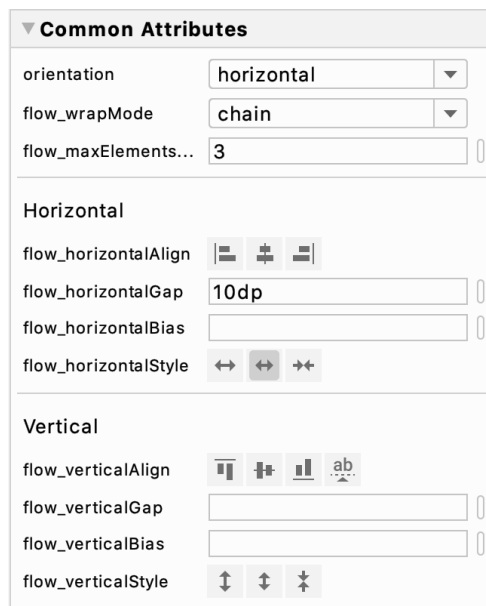 Common Attributes
orientation horizontal
flow_wrapMode chain
flow_maxElements... 3
Horizontal
flow_horizontalAlign
flow_horizontalGap 10dp
flow_horizontalBias
flow_horizontalStyle
Vertical
flow_verticalAlign ab
flow_verticalGap
flow_verticalBias
flow_verticalStyle